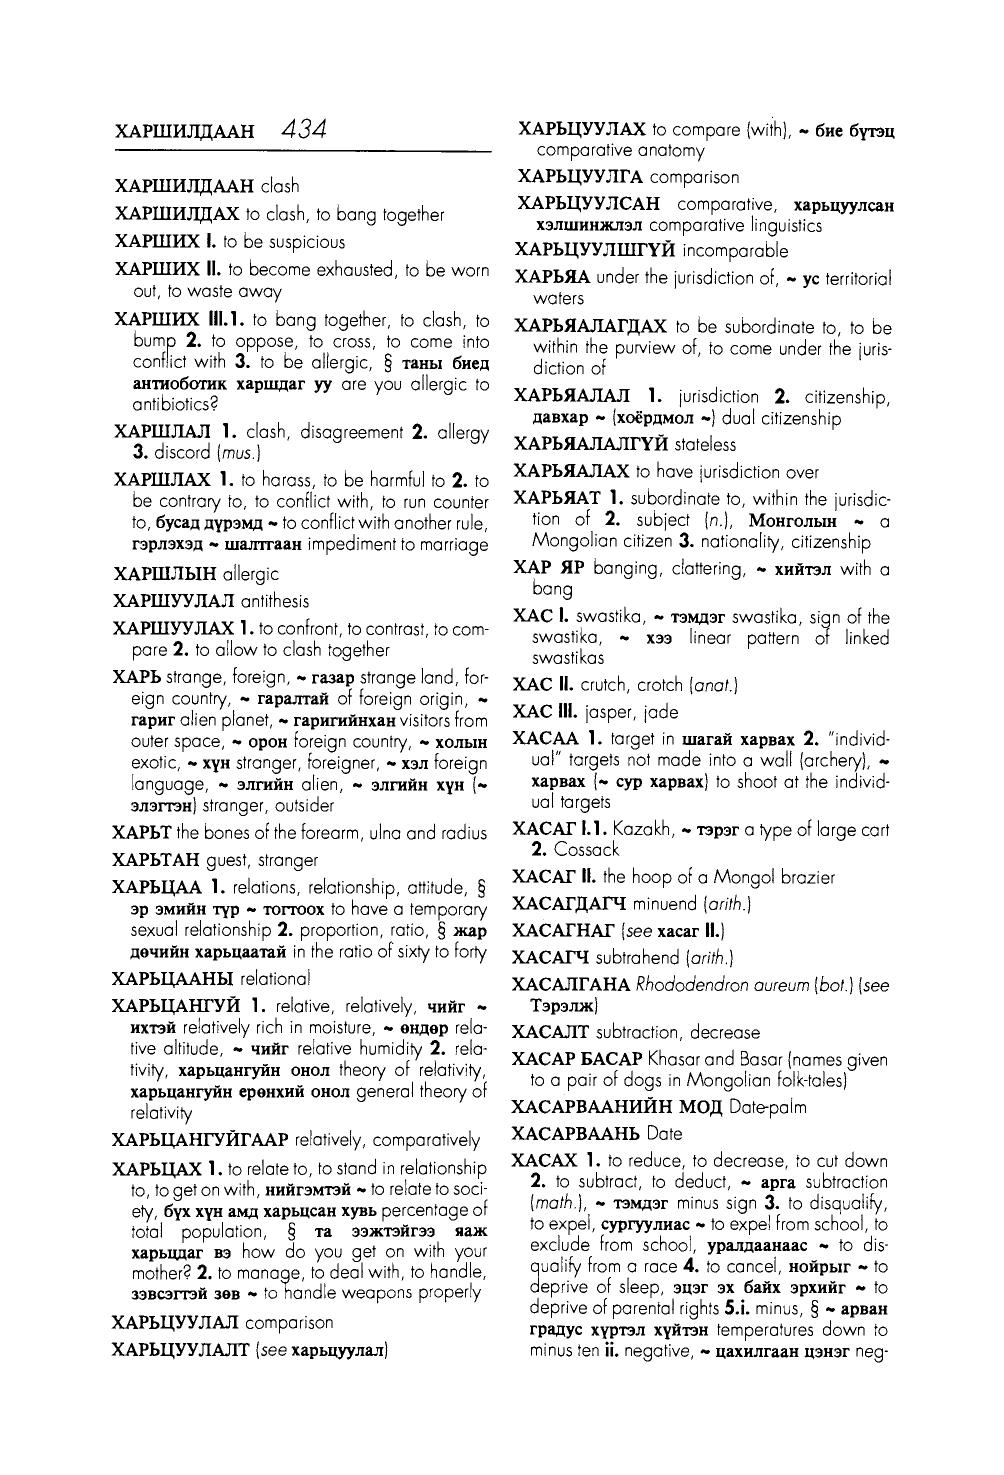 ХАРШИЛДААН 434
ХАРШИЛДААН clash
ХАРШИЛДАХ to clash, to bang together
ХАРШИХ I. to be suspicious
ХАРШИХ II. to become exhausted, to be worn
out, to waste away
ХАРШИХ III.1. to bang together, to clash, to
bump 2. to oppose, to cross, to come into
conflict with 3. to be allergic, § таны биед
антиоботик харшдаг уу are you allergic to
antibiotics?
ХАРШЛАЛ 1. clash, disagreement 2. allergy
3. discord (mus.)
ХАРШЛАХ 1. to harass, to be harmful to 2. to
be contrary to, to conflict with, to run counter
to, бусад дүрэмд ~ to conflict with another rule,
гэрлэхэд ~ шалтгаан impediment to marriage
ХАРШЛЫН allergic
ХАРШУУЛАЛ antithesis
ХАРШУУЛАХ 1. to confront, to contrast, to com-
pare 2. to allow to clash together
ХАРЬ strange, foreign, ~ газар strange land, for-
eign country, ~ гаралтай of foreign origin, ~
гариг alien planet, ~ гаригийнхан visitors from
outer space, ~ орон foreign country, ~ холын
exotic, ~ хүн stranger, foreigner, ~ хэл foreign
language, ~ элгийн alien, ~ элгийн хүн (~
элэгтэн) stranger, outsider
ХАРЬТ the bones of the forearm, ulna and radius
ХАРЬТАН guest, stranger
ХАРЬЦАА 1. relations, relationship, attitude, §
эр эмийн түр ~ тогтоох to have a temporary
sexual relationship 2. proportion, ratio, § жар
дөчийн харьцаатай in the ratio of sixty to forty
ХАРЬЦААНЫ relational
ХАРЬЦАНГУЙ 1. relative, relatively, чийг ~
ихтэй relatively rich in moisture, ~ өндөр rela-
tive altitude, ~ чийг relative humidity 2. rela-
tivity, харьцангуйн онол theory of relativity,
харьцангуйн ерөнхий онол general theory of
relativity
ХАРЬЦАНГУЙГААР relatively, comparatively
ХАРЬЦАХ 1. to relate to, to stand in relationship
to, to get on with, нийгэмтэй ~ to relate to soci-
ety, бүх хүн амд харьцсан хувь percentage of
total population, § та ээжтэйгээ яаж
харьцдаг вэ how do you get on with your
mother? 2. to manage, to deal with, to handle,
зэвсэгтэй зөв ~ to handle weapons properly
ХАРЬЦУУЛАЛ comparison
ХАРЬЦУУЛАЛТ (see харьцуулал)
ХАРЬЦУУЛАХ to compare (with), ~ бие бүтэц
comparative anatomy
ХАРЬЦУУЛГА comparison
ХАРЬЦУУЛСАН comparative, харьцуулсан
хэлшинжлэл comparative linguistics
ХАРЬЦУУЛШГҮЙ incomparable
ХАРЬЯА under the jurisdiction of, ~ ус territorial
waters
ХАРЬЯАЛАГДАХ to be subordinate to, to be
within the purview of, to come under the juris-
diction of
ХАРЬЯАЛАЛ 1. jurisdiction 2. citizenship,
давхар ~ (хоёрдмол ~) dual citizenship
ХАРЬЯАЛАЛГҮЙ stateless
ХАРЬЯАЛАХ to have jurisdiction over
ХАРЬЯАТ 1. subordinate to, within the jurisdic-
tion of 2. subject (n.), Монголын ~ a
Mongolian citizen 3. nationality, citizenship
ХАР ЯР banging, clattering, ~ хийтэл with a
bang
ХАС I. swastika, ~ тэмдэг swastika, sign of the
swastika, ~ хээ linear pattern of linked
swastikas
ХАС II. crutch, crotch (anat.)
ХАС III. jasper, jade
ХАСАА 1. target in шагай харвах 2. "individ-
ual" targets not made into a wall (archery), ~
харвах (~ сур харвах) to shoot at the individ-
ual targets
ХАСАГ I.1. Kazakh, ~ тэрэг a type of large cart
2. Cossack
ХАСАГ II. the hoop of a Mongol brazier
ХАСАГДАГЧ minuend (arith.)
ХАСАГНАГ (see хасаг II.)
ХАСАГЧ subtrahend (arith.)
ХАСАЛГАНА Rhododendron aureum (bot.) (see
Тэрэлж)
ХАСАЛТ subtraction, decrease
ХАСАР БАСАР Khasar and Basar (names given
to a pair of dogs in Mongolian folk-tales)
ХАСАРВААНИЙН МОД Date-palm
ХАСАРВААНЬ Date
ХАСАХ 1. to reduce, to decrease, to cut down
2. to subtract, to deduct, ~ арга subtraction
(math.), ~ тэмдэг minus sign 3. to disqualify,
to expel, сургуулиас ~ to expel from school, to
exclude from school, уралдаанаас ~ to dis-
qualify from a race 4. to cancel, нойрыг ~ to
deprive of sleep, эцэг эх байх эрхийг ~ to
deprive of parental rights 5.i. minus, § ~ арван
градус хүртэл хүйтэн temperatures down to
minus ten ii. negative, ~ цахилгаан цэнэг neg-